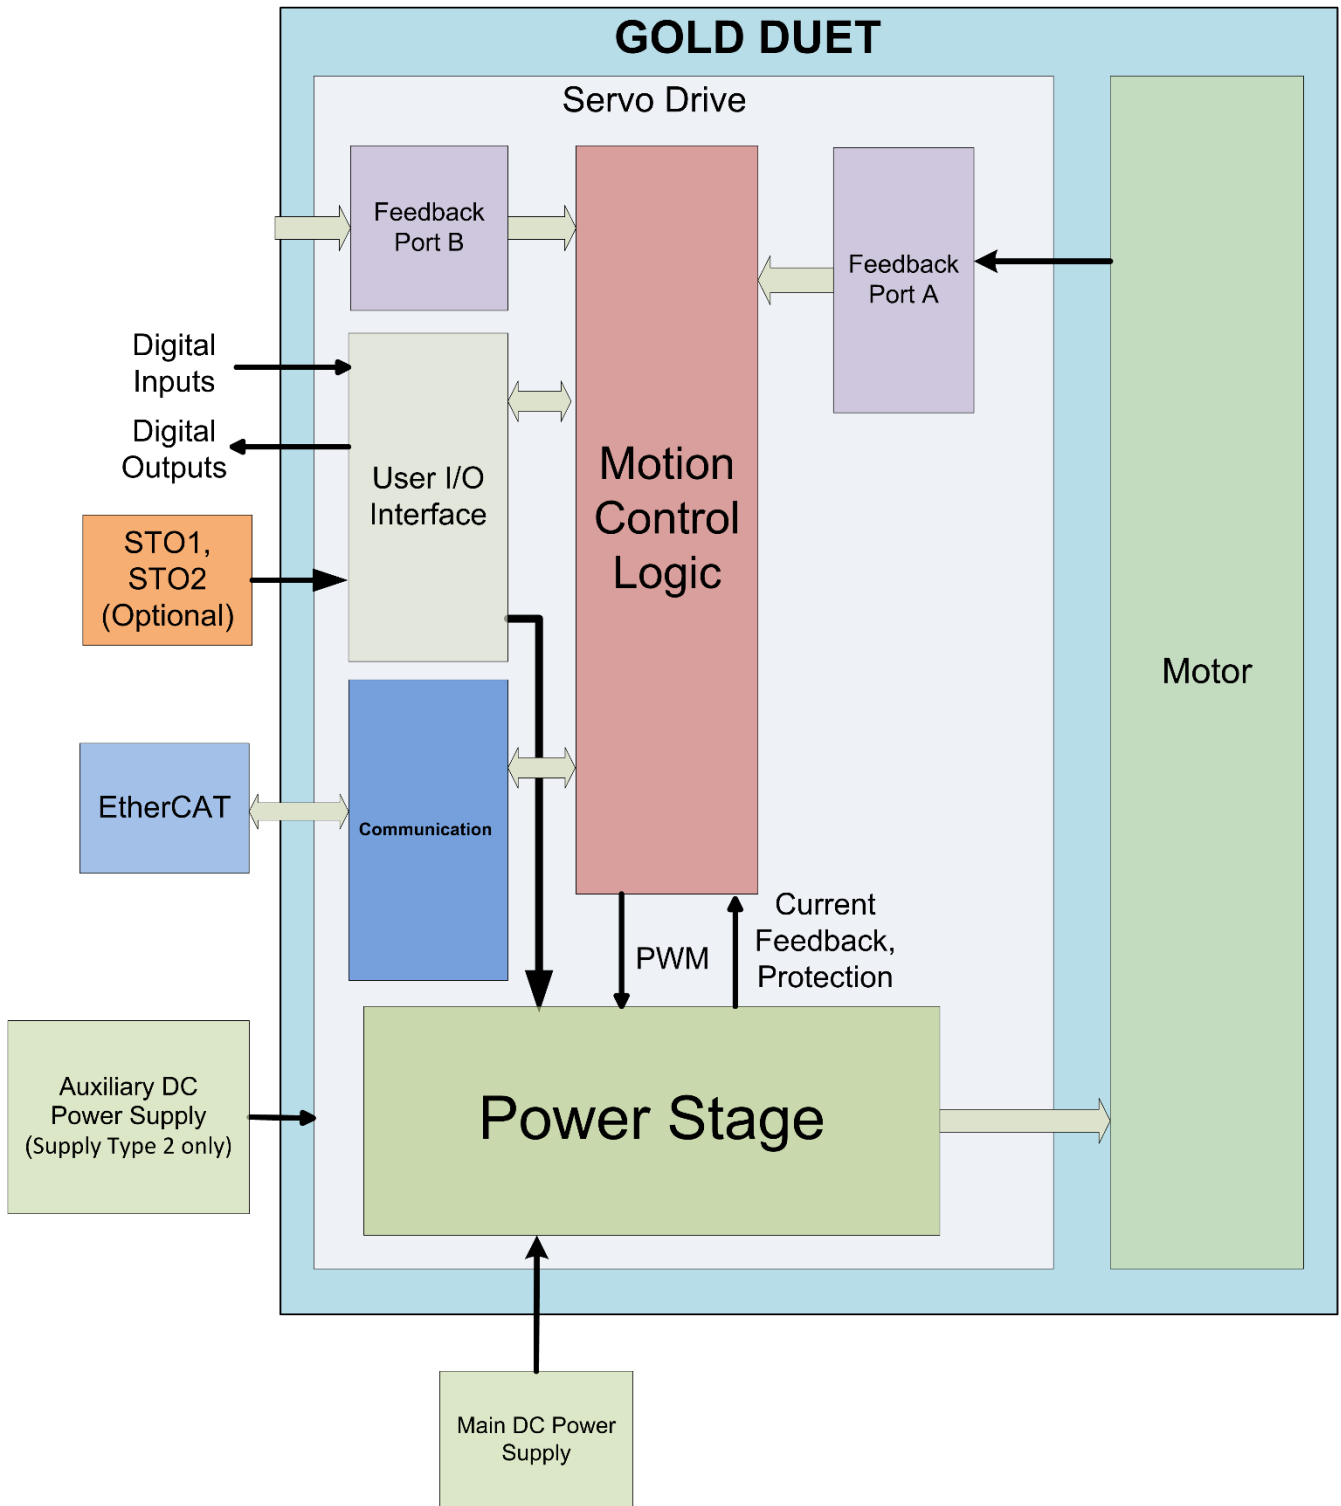 GOLD DUET
Servo Drive
Feedback
Port B
Feedback
Port A
Digital
Inputs
Digital
Outputs
User I/O
Interface
Motion
Control
Logic
STO1,
STO2
(Optional)
Motor
EtherCAT
Communication
PWM
Current
Feedback,
Protection
Auxiliary DC
Power Supply
(Supply Type 2 only)
Power Stage
Main DC Power
Supply